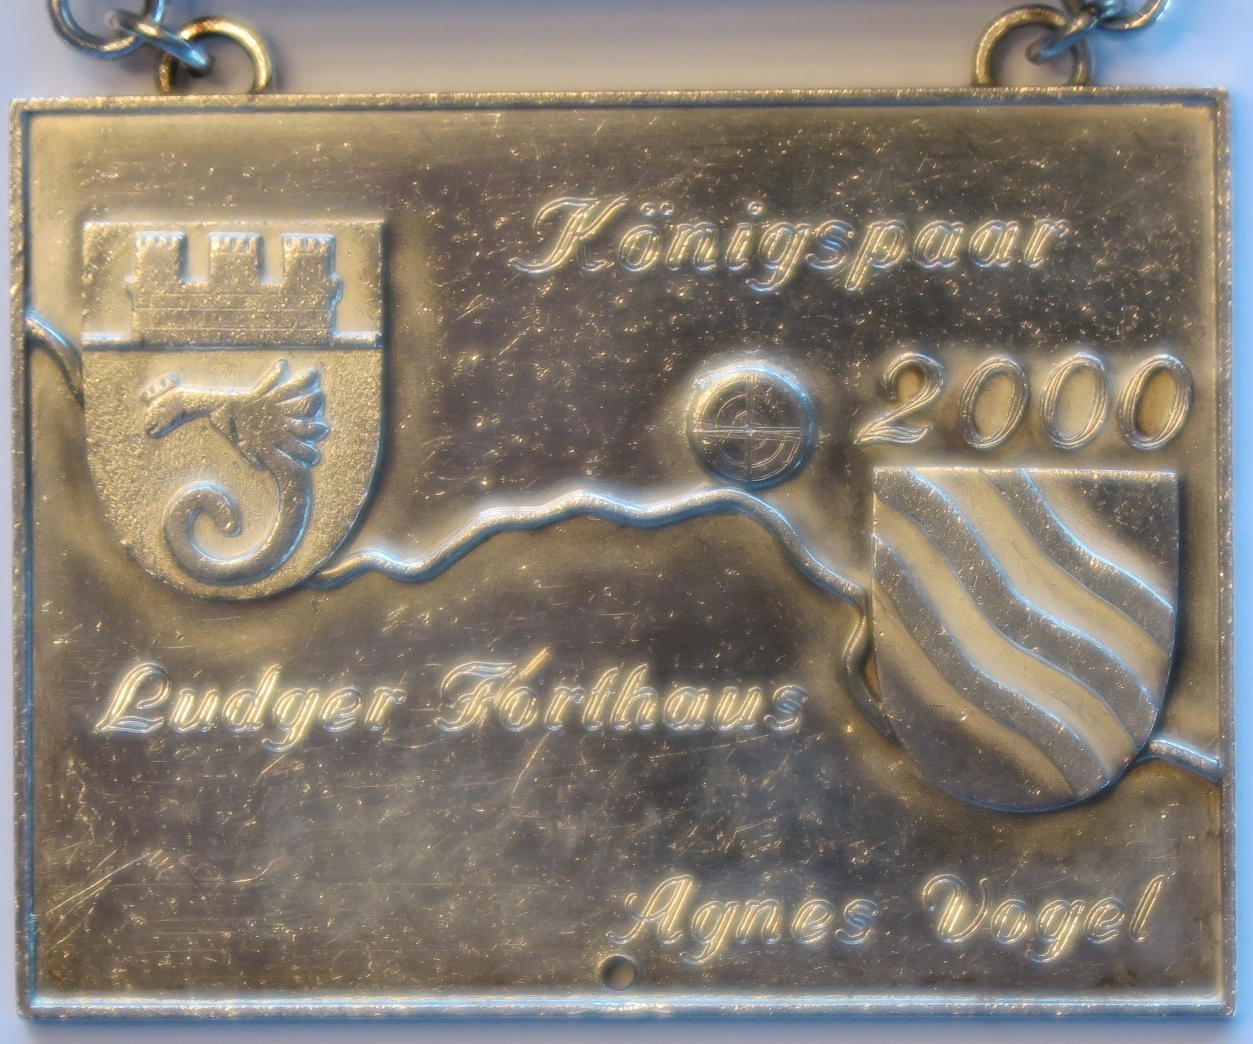 Königspaar
2000
Ludger Forthaus
Agnes Vogel